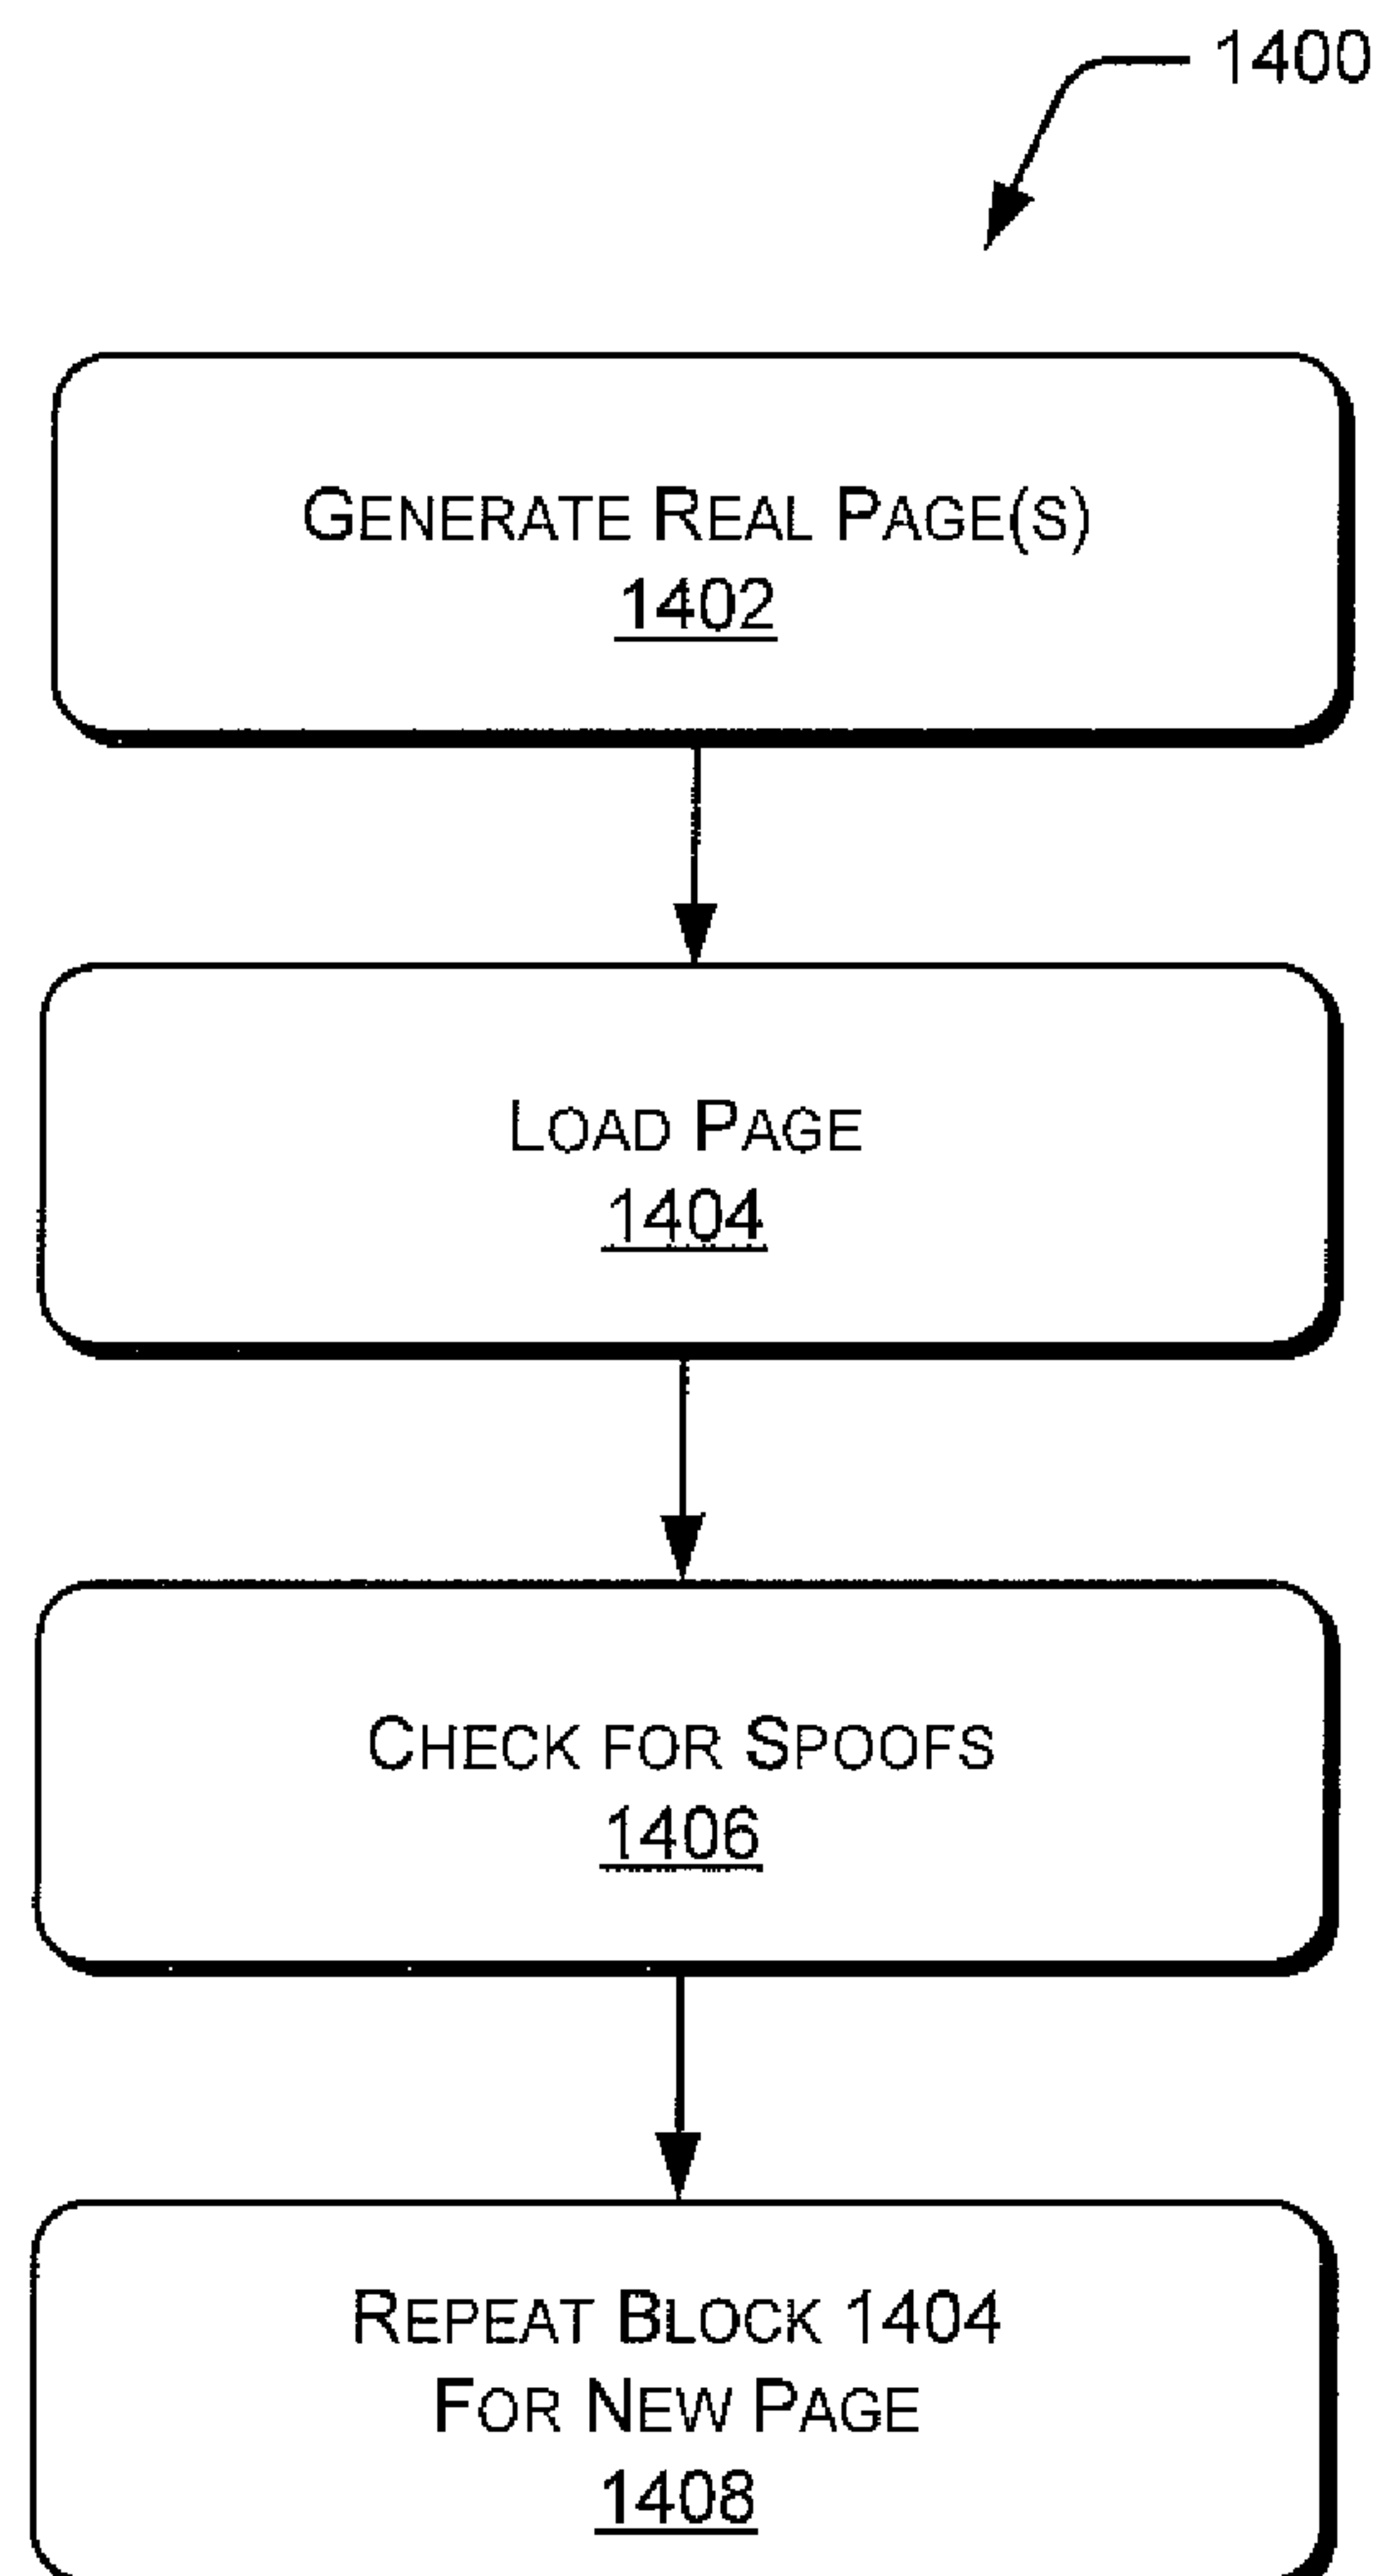 1400
GENERATE REAL PAGE(S)
1402
LOAD PAGE
1404
CHECK FOR SPOOFS
1406
REPEAT BLOCK 1404
FOR NEW PAGE
1408